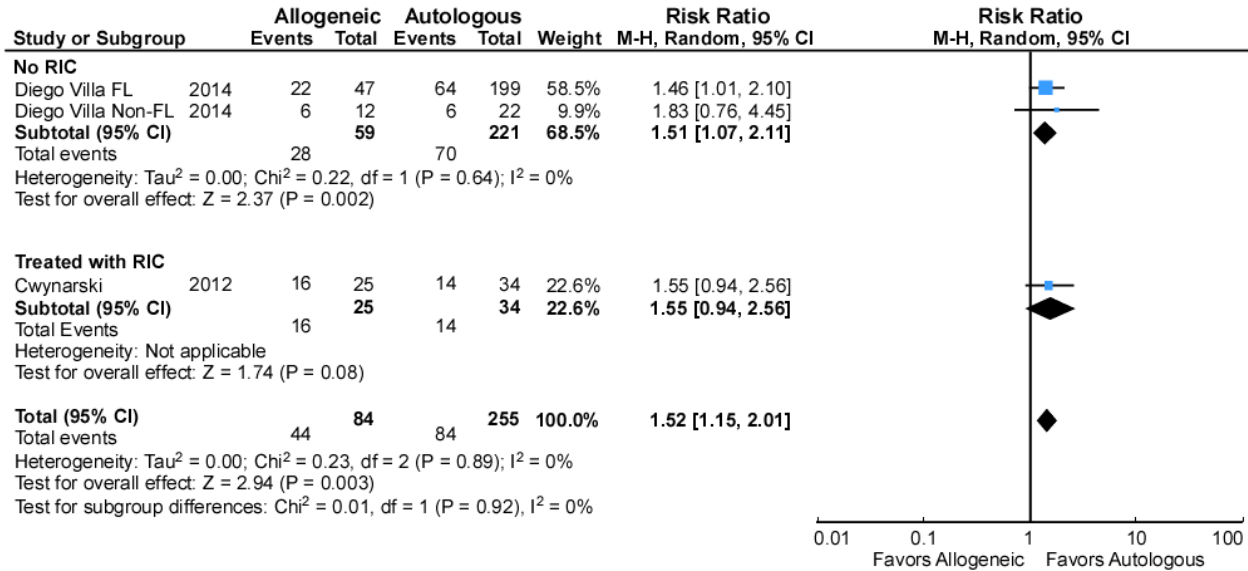 Allogeneic Autologous Risk Ratio Risk Ratio
Study or Subgroup Events Total Events Total Weight M-H, Random, 95% CI M-H, Random, 95% CI
No RIC
Diego Villa FL 2014 22 47 64 199 58.5% 1.46 [1.01, 2.10]
Diego Villa Non-FL 2014 6 12 6 22 9.9% 1.83 [0.76, 4.45]
Subtotal (95% CI) 59 221 68.5% 1.51 [1.07, 2.11]
Total events 28 70
Heterogeneity: Tau² = 0.00; Chi² = 0.22, df = 1 (P = 0.64); I² = 0%
Test for overall effect: Z = 2.37 (P = 0.002)
Treated with RIC
Cwynarski 2012 16 25 14 34 22.6% 1.55 [0.94, 2.56]
Subtotal (95% CI) 25 34 22.6% 1.55 [0.94, 2.56]
Total Events 16 14
Heterogeneity: Not applicable
Test for overall effect: Z = 1.74 (P = 0.08)
Total (95% CI) 84 255 100.0% 1.52 [1.15, 2.01]
Total events 44 84
Heterogeneity: Tau² = 0.00; Chi² = 0.23, df = 2 (P = 0.89); I² = 0%
Test for overall effect: Z = 2.94 (P = 0.003)
Test for subgroup differences: Chi² = 0.01, df = 1 (P = 0.92), I² = 0%
0.01 0.1 1 10 100
Favors Allogeneic Favors Autologous